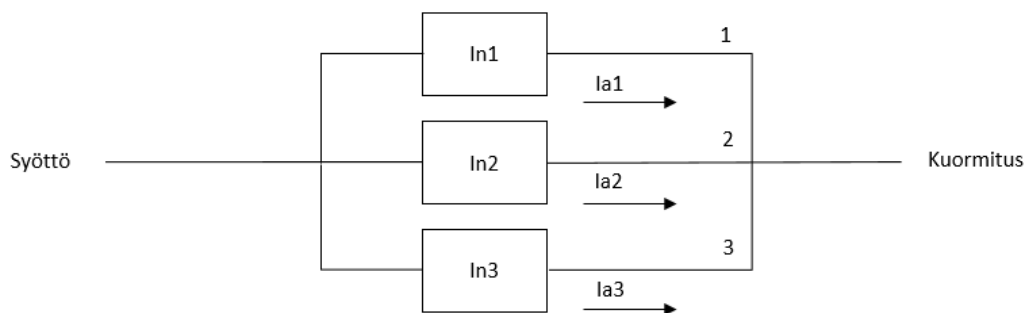 In1
1
Ia1
Syöttö
In2
2
Kuormitus
Ia2
In3
3
Ia3